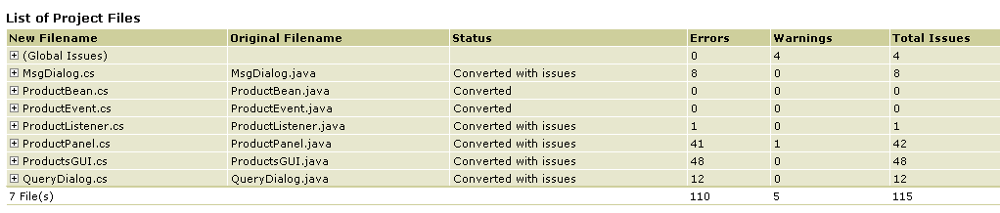 List of Project Files
New Filename Original Filename Status Errors Warnings Total Issues
(Global Issues) 0 4 4
MsgDialog.cs MsgDialog.java Converted with issues 8 0 8
ProductBean.cs ProductBean.java Converted 0 0 0
ProductEvent.cs ProductEvent.java Converted 0 0 0
ProductListener.cs ProductListener.java Converted with issues 1 0 1
ProductPanel.cs ProductPanel.java Converted with issues 41 1 42
ProductsGUI.cs ProductsGUI.java Converted with issues 48 0 48
QueryDialog.cs QueryDialog.java Converted with issues 12 0 12
7 File(s) 110 5 115